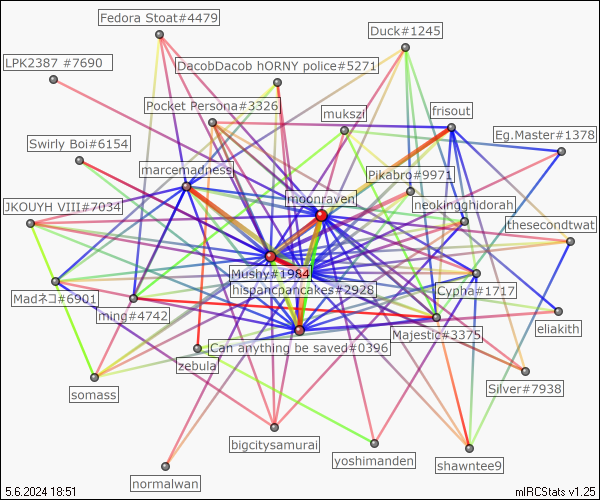 Fedora Stoat#4479
Duck#1245
LPK2387 #7690
DacobDacob hORNY police#5271
Pocket Persona#3326
mukszi
frisout
Eg.Master#1378
Swirly Boi#6154
marcemadness
Pikabro#9971
moonraven
neokingghidorah
JKOUYH VIII#7034
thesecondtwat
Mushy#1984
hispancpancakes#2928
Cypha#1717
Madネコ#6901
ming#4742
eliakith
Majestic#3375
Can anything be saved#0396
zebula
somass
Silver#7938
bigcitysamurai
yoshimanden
shawntee9
normalwan
5.6.2024 18:51
mIRCStats v1.25